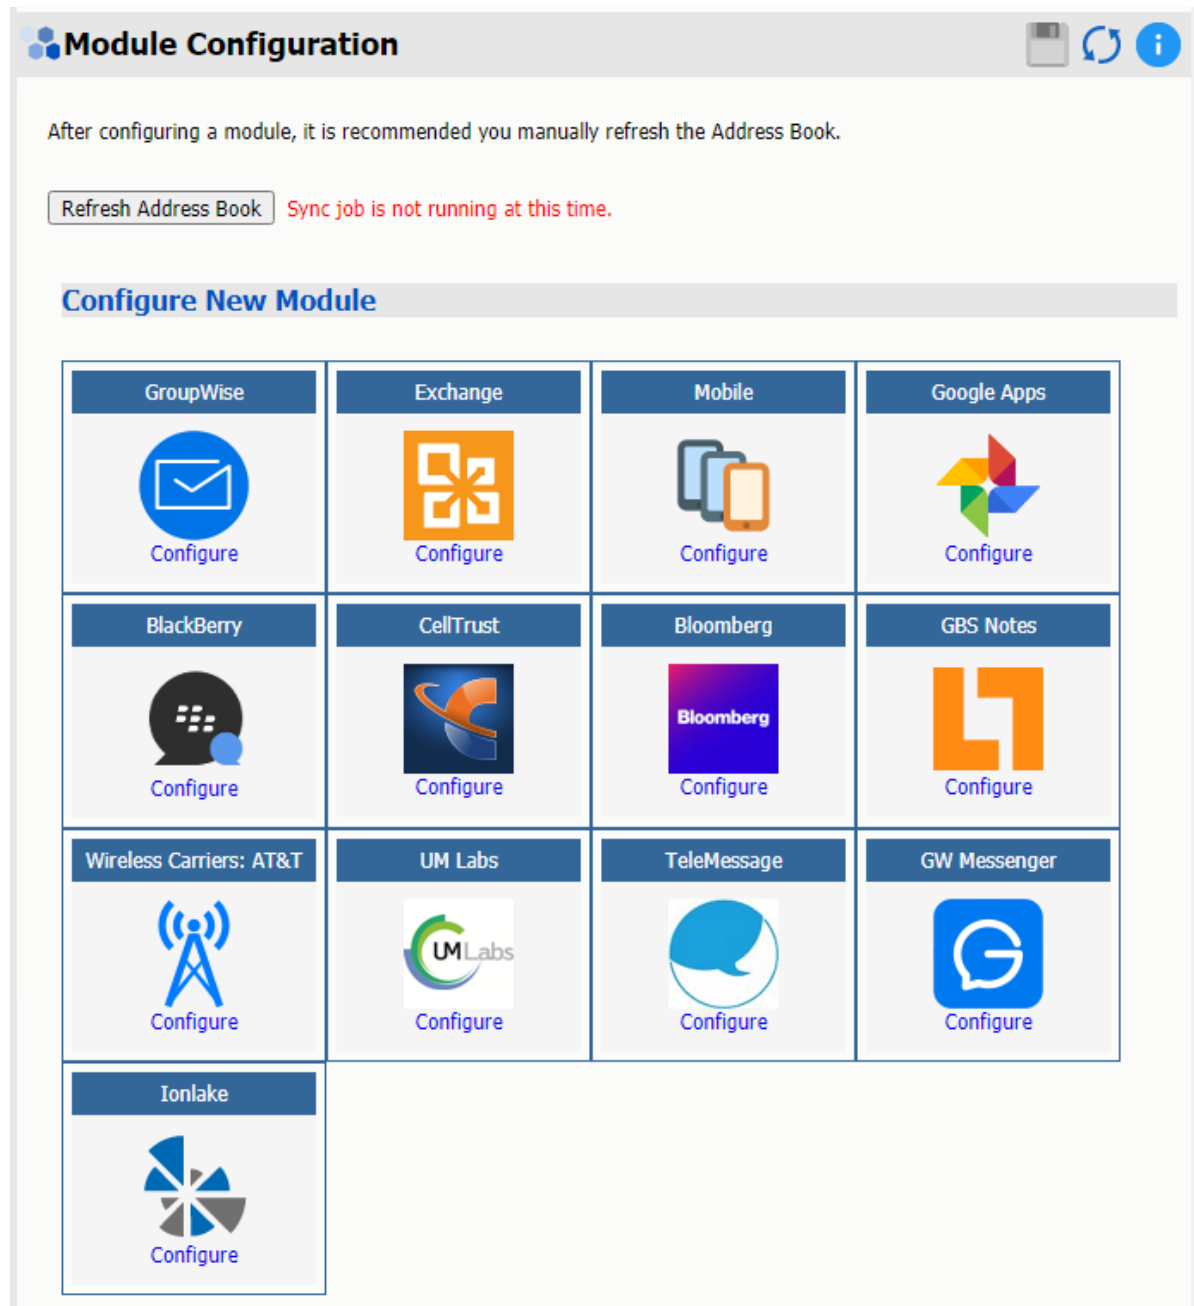 Module Configuration
After configuring a module, it is recommended you manually refresh the Address Book.
Refresh Address Book Sync job is not running at this time.
Configure New Module
GroupWise Exchange Mobile Google Apps
Configure Configure Configure Configure
BlackBerry CellTrust Bloomberg GBS Notes
Bloomberg
Configure Configure Configure Configure
Wireless Carriers: AT&T UM Labs TeleMessage GW Messenger
UM Labs
Configure Configure Configure Configure
Ionlake
Configure